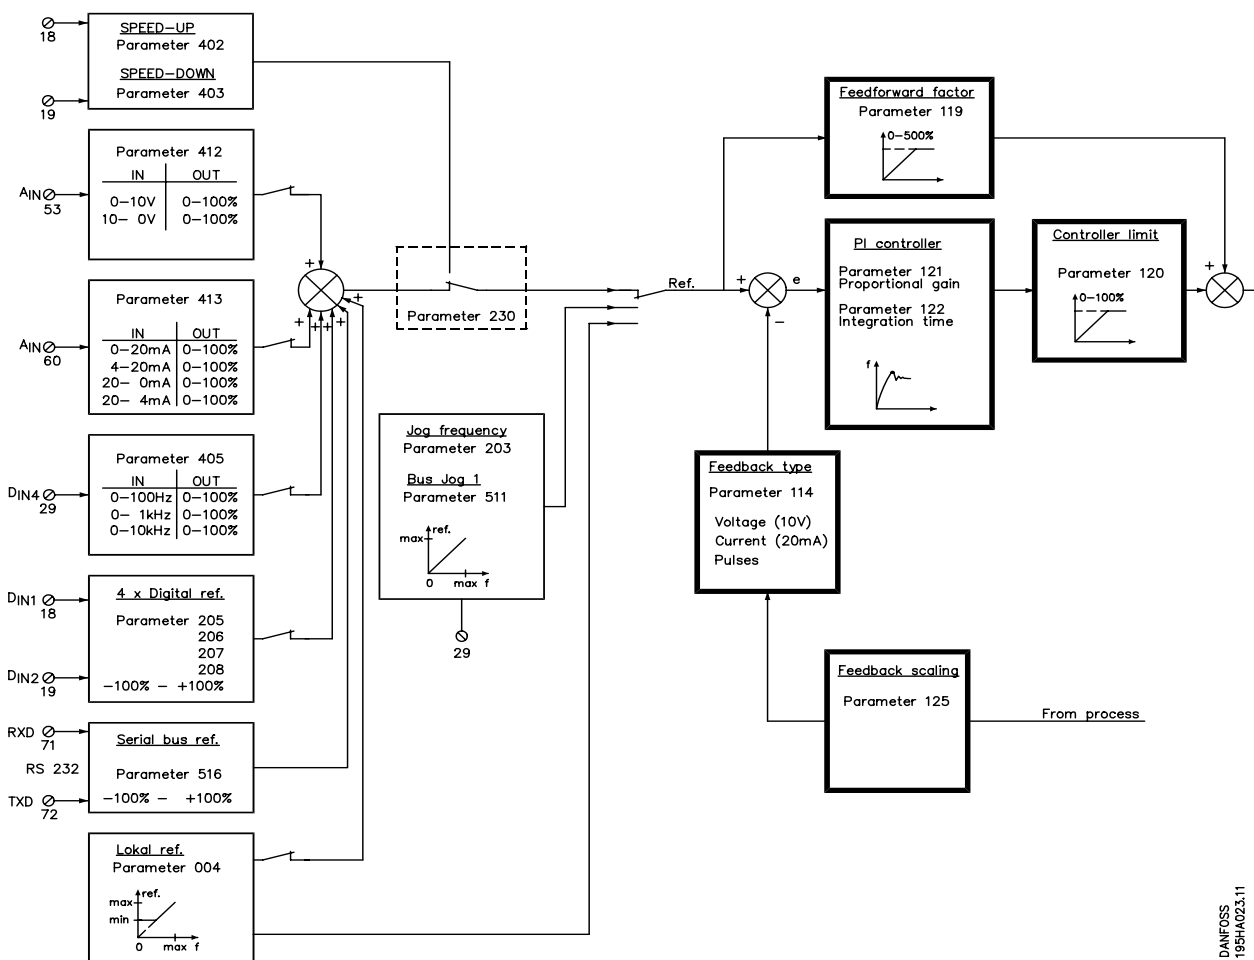 18
SPEED-UP
Parameter 402
SPEED-DOWN
Parameter 403
19
Parameter 412
IN OUT
0-10V 0-100%
10- 0V 0-100%
AIN
53
+
Parameter 413
IN OUT
0-20mA 0-100%
4-20mA 0-100%
20- 0mA 0-100%
20- 4mA 0-100%
AIN
60
+
+ ++ +
Parameter 230
Parameter 405
IN OUT
0-100Hz 0-100%
0- 1kHz 0-100%
0-10kHz 0-100%
DIN4
29
4 x Digital ref.
Parameter 205
206
207
208
-100% - +100%
DIN1
18
DIN2
19
Serial bus ref.
Parameter 516
-100% - +100%
RXD
71
RS 232
TXD
72
Lokal ref.
Parameter 004
ref.
max
min
0 max f
Jog frequency
Parameter 203
Bus Jog 1
Parameter 511
ref.
max
0 max f
29
Ref.
+
e
-
Feedforward factor
Parameter 119
0-500%
PI controller
Parameter 121
Proportional gain
Parameter 122
Integration time
f
Controller limit
Parameter 120
0-100%
+
Feedback type
Parameter 114
Voltage (10V)
Current (20mA)
Pulses
Feedback scaling
Parameter 125
From process
DANFOSS
195HA023.11